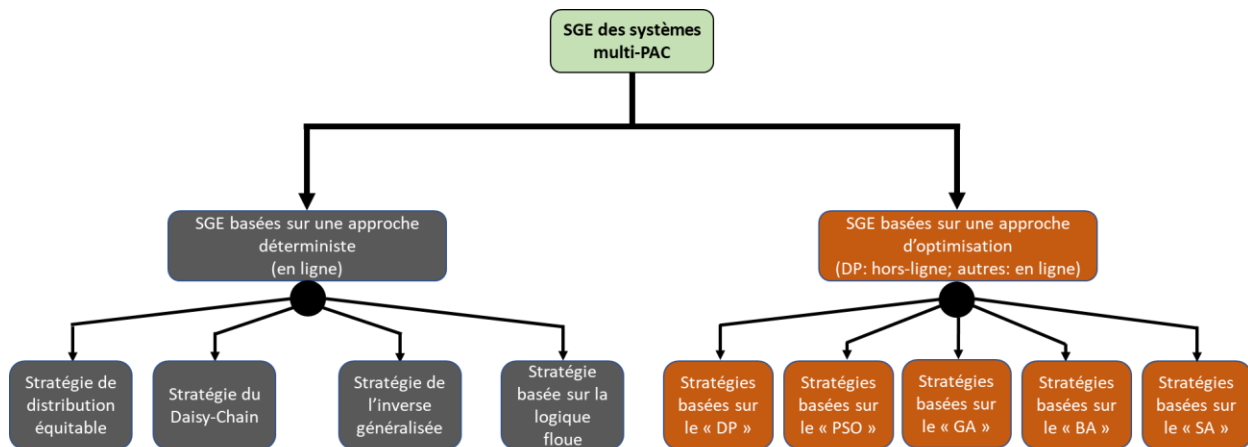 SGE des systèmes
multi-PAC
SGE basées sur une approche
déterministe
(en ligne)
SGE basées sur une approche
d'optimisation
(DP: hors-ligne; autres: en ligne)
Stratégie de
distribution
équitable
Stratégie du
Daisy-Chain
Stratégie de
l'inverse
généralisée
Stratégie
basée sur la
logique
floue
Stratégies
basées sur
le « DP »
Stratégies
basées sur
le « PSO »
Stratégies
basées sur
le « GA »
Stratégies
basées sur
le « BA »
Stratégies
basées sur
le « SA »